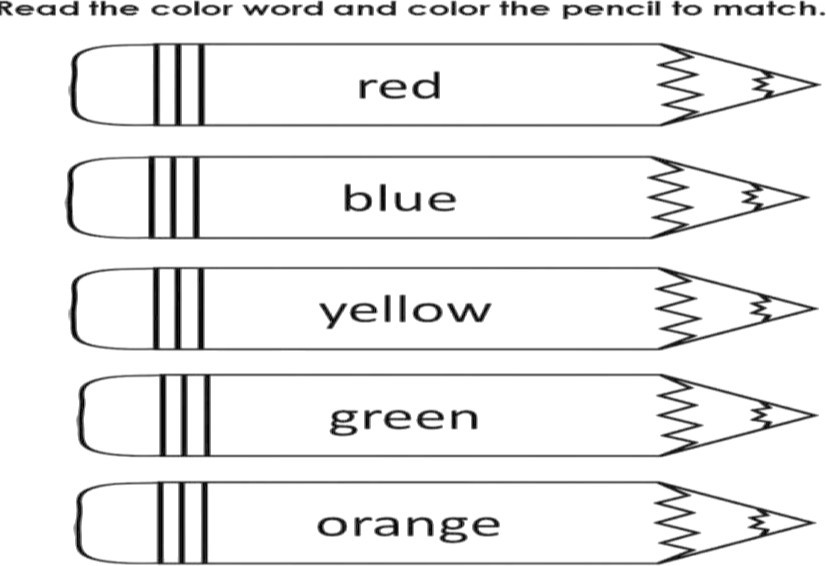 Read the color word and color the pencil to match.
red
blue
yellow
green
orange